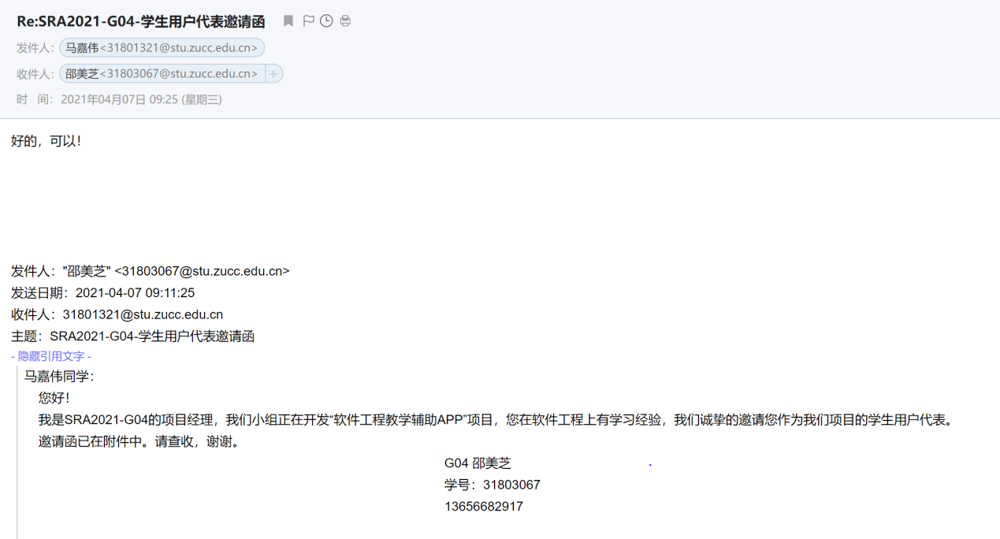 Re:SRA2021-G04-学生用户代表邀请函
发件人：马嘉伟<31801321@stu.zucc.edu.cn>
收件人：邵美芝<31803067@stu.zucc.edu.cn> +
时 间：2021年04月07日 09:25 (星期三)
好的，可以！
发件人："邵美芝" <31803067@stu.zucc.edu.cn>
发送日期：2021-04-07 09:11:25
收件人：31801321@stu.zucc.edu.cn
主题：SRA2021-G04-学生用户代表邀请函
- 隐藏引用文字 -
马嘉伟同学：
您好！
我是SRA2021-G04的项目经理，我们小组正在开发“软件工程教学辅助APP”项目，您在软件工程上有学习经验，我们诚挚的邀请您作为我们项目的学生用户代表。
邀请函已在附件中。请查收，谢谢。
G04 邵美芝
学号：31803067
13656682917